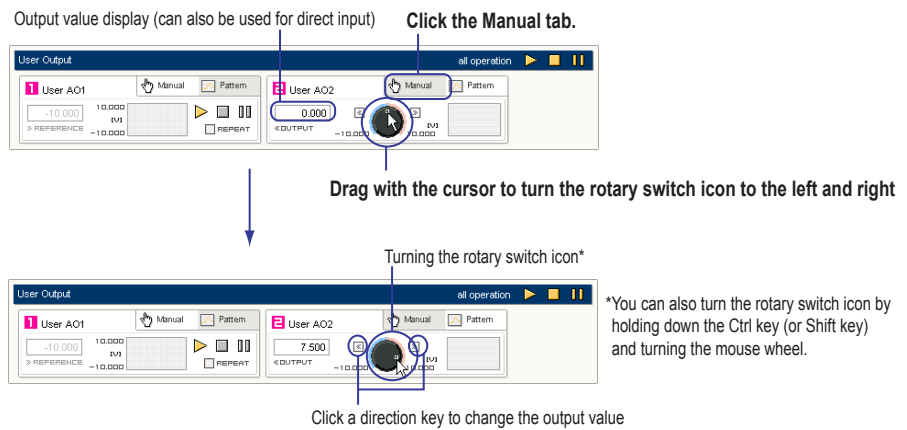 Output value display (can also be used for direct input)
Click the Manual tab.
User Output
all operation
1 User AO1
Manual
Pattern
2 User AO2
Manual
Pattern
-10.000
10.000
[V]
-10.000
> REFERENCE
REPEAT
0.000
<OUTPUT
«
»
[V]
-10.000
10.000
Drag with the cursor to turn the rotary switch icon to the left and right
Turning the rotary switch icon*
User Output
all operation
1 User AO1
Manual
Pattern
2 User AO2
Manual
Pattern
-10.000
10.000
[V]
-10.000
> REFERENCE
REPEAT
7.500
<OUTPUT
«
»
[V]
-10.000
10.000
*You can also turn the rotary switch icon by
holding down the Ctrl key (or Shift key)
and turning the mouse wheel.
Click a direction key to change the output value